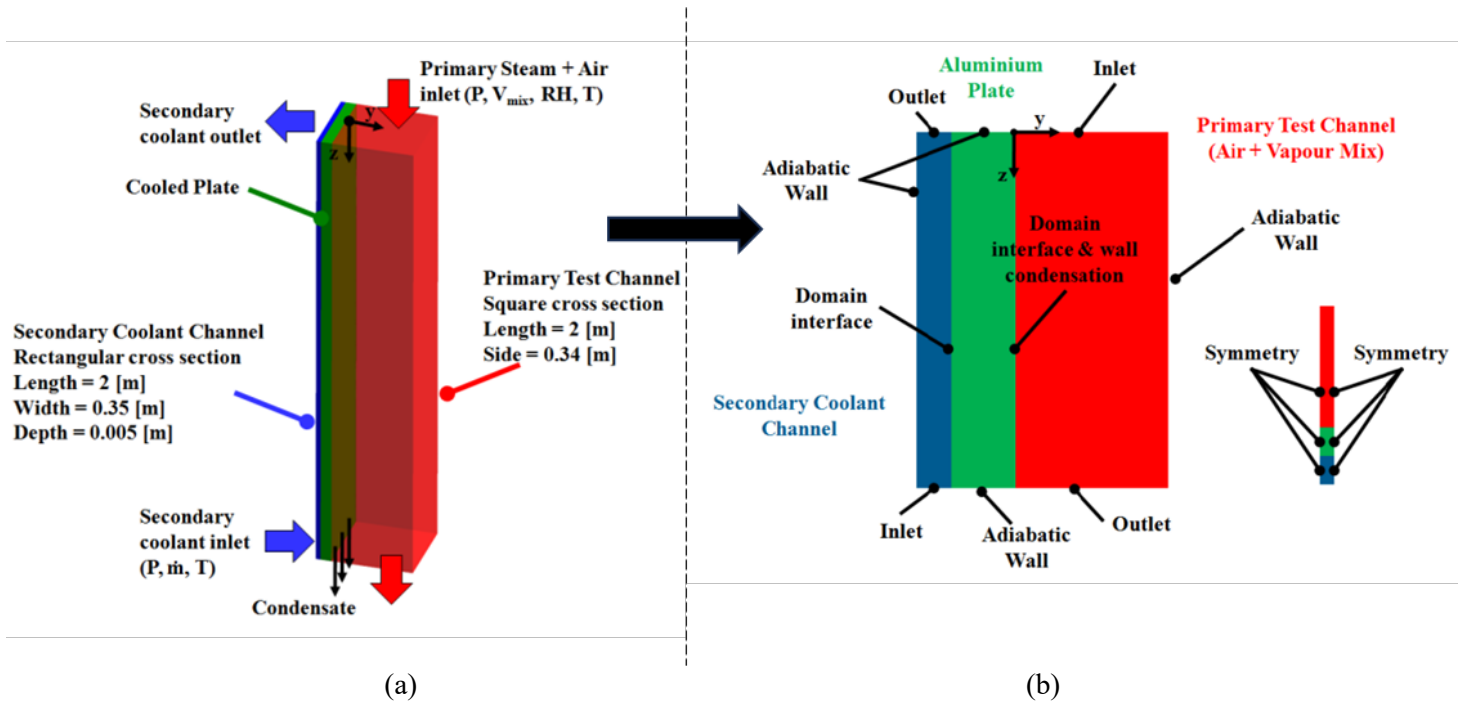 Primary Steam + Air
inlet (P, Vmix, RH, T)
Secondary
coolant outlet
y
z
Cooled Plate
Primary Test Channel
Square cross section
Length = 2 [m]
Side = 0.34 [m]
Secondary Coolant Channel
Rectangular cross section
Length = 2 [m]
Width = 0.35 [m]
Depth = 0.005 [m]
Secondary
coolant inlet
(P, ṁ, T)
Condensate
(a)
Aluminium
Plate
Inlet
Outlet
Primary Test Channel
(Air + Vapour Mix)
y
z
Adiabatic
Wall
Domain
interface & wall
condensation
Adiabatic
Wall
Domain
interface
Symmetry
Symmetry
Secondary Coolant
Channel
Inlet
Adiabatic
Wall
Outlet
(b)